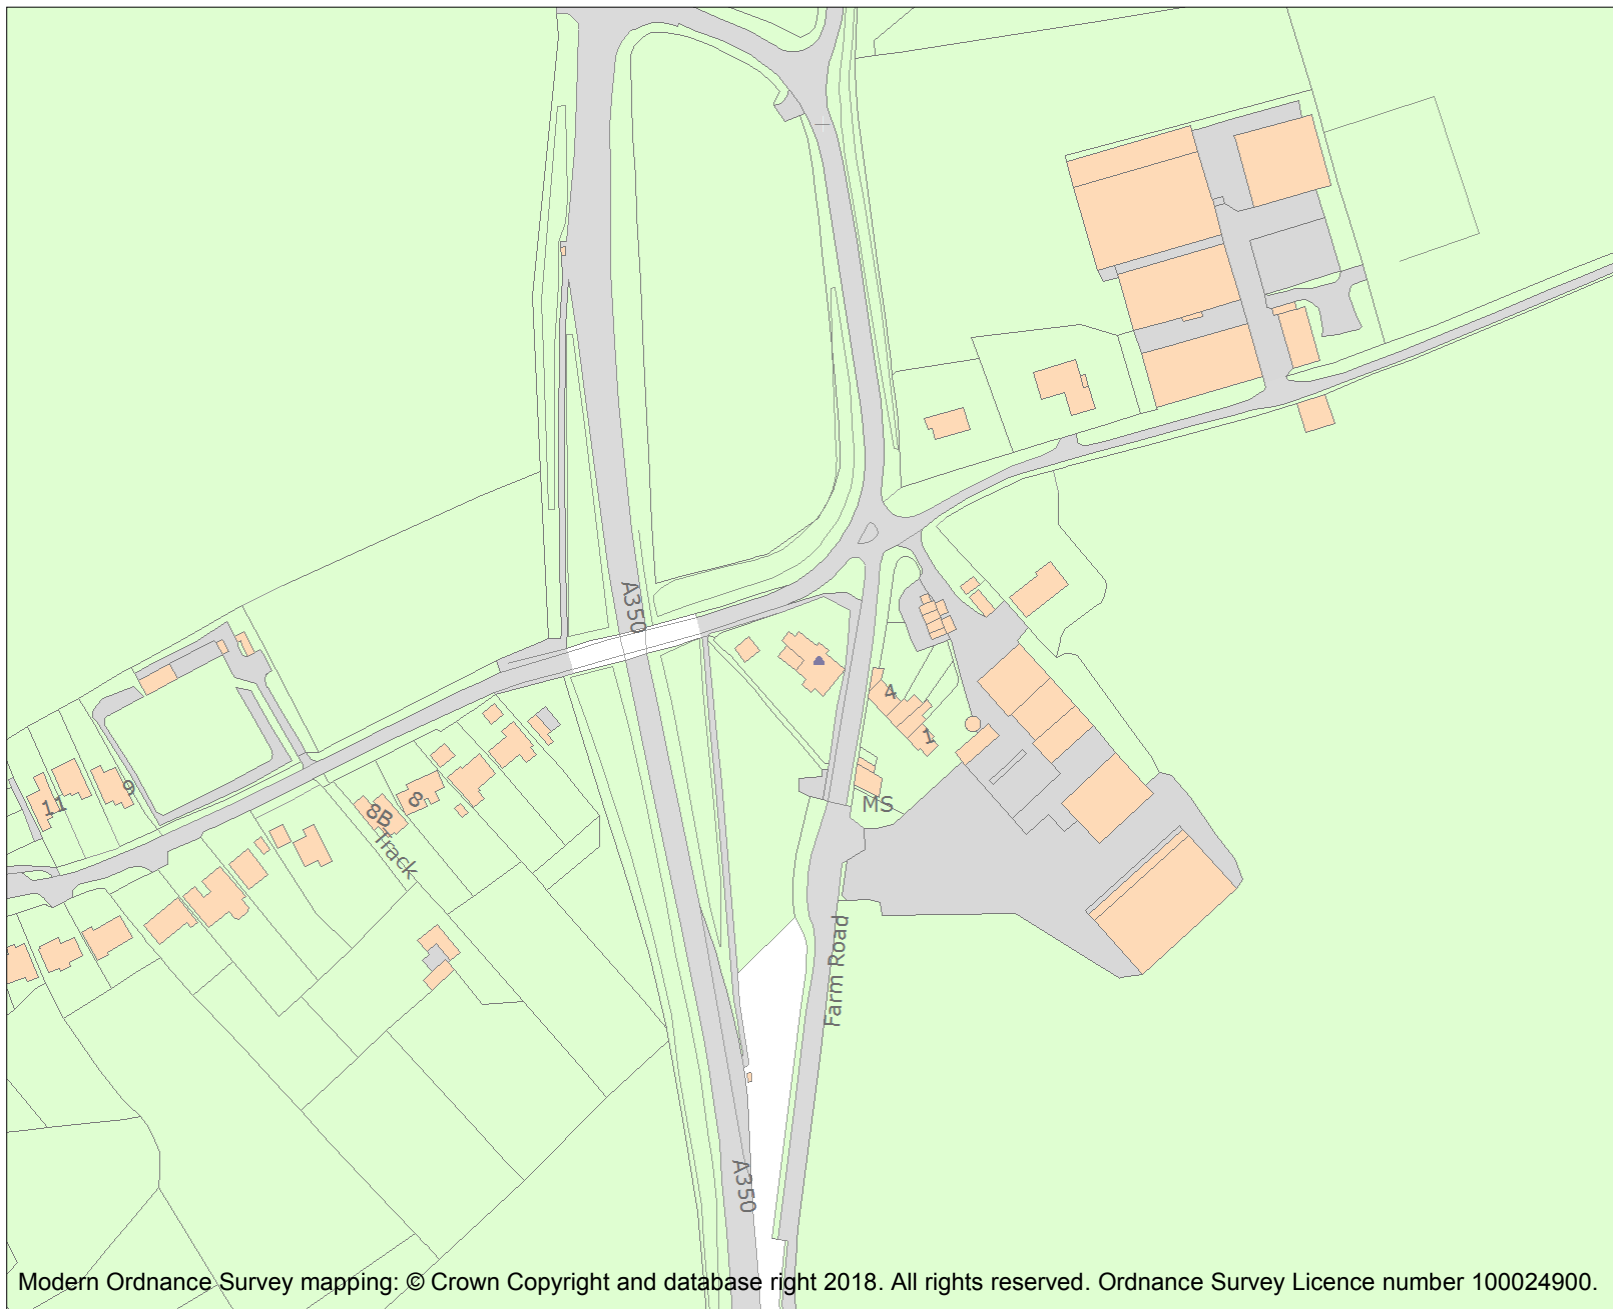 A350
4
1
9
11
8
8B
MS
Track
Farm Road
A350
Modern Ordnance Survey mapping: © Crown Copyright and database right 2018. All rights reserved. Ordnance Survey Licence number 100024900.